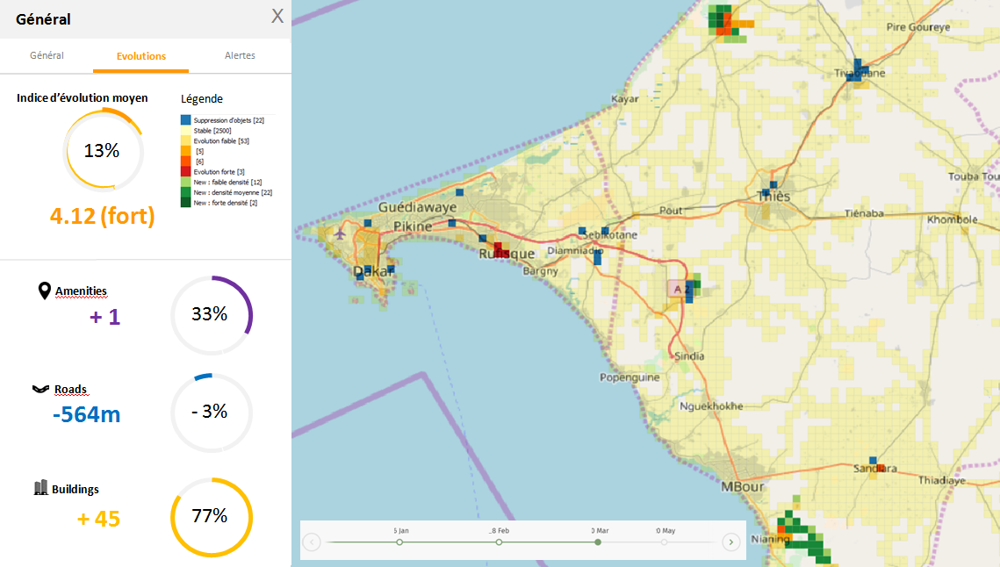 Général
X
Général
Evolutions
Alertes
Indice d'évolution moyen
13%
4.12 (fort)
Légende
Suppression d'objets [22]
Stable [2500]
Evolution faible [53]
[5]
[6]
Evolution forte [3]
New : faible densité [12]
New : densité moyenne [22]
New : forte densité [2]
Amenities
+ 1
33%
Roads
-564m
- 3%
Buildings
+ 45
77%
Pire Goureye
Tivaouane
Kayar
Touba Tou
Thiès
Guédiawaye
Pout
Tiénaba
Khombole
Pikine
Sébikotane
Rufisque
Diamniadio
Bargny
Dakar
A 2
Sindia
Popenguine
Nguekhokhe
Sandiara
Thiadiaye
MBour
Nianing
5 Jan
8 Feb
0 Mar
0 May